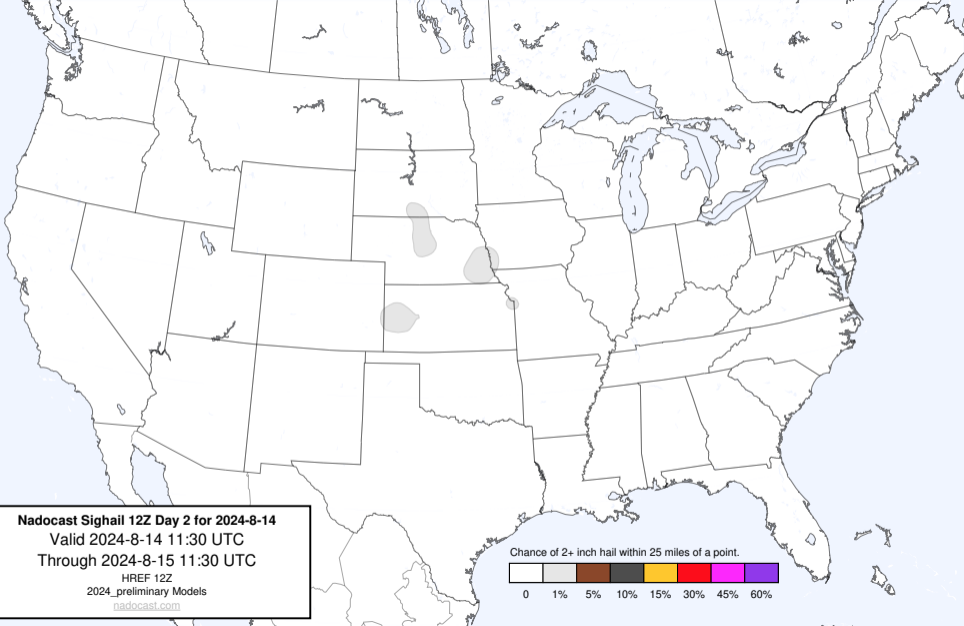 Nadocast Sighail 12Z Day 2 for 2024-8-14
Valid 2024-8-14 11:30 UTC
Through 2024-8-15 11:30 UTC
HREF 12Z
2024_preliminary Models
nadocast.com
Chance of 2+ inch hail within 25 miles of a point.
0 1% 5% 10% 15% 30% 45% 60%